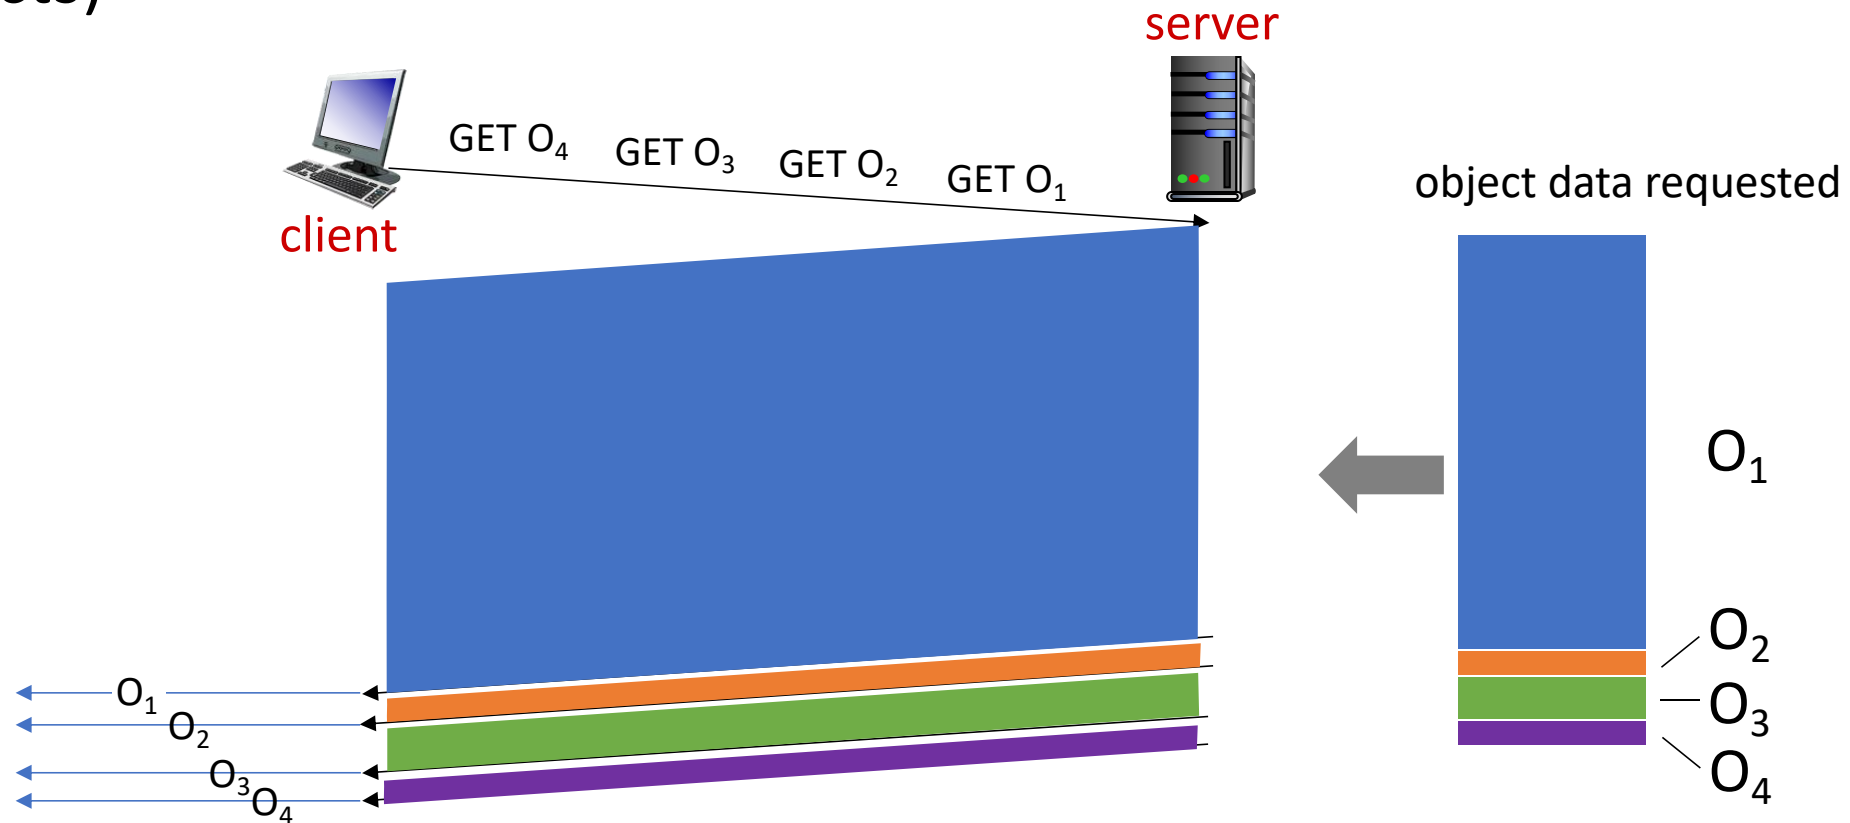 server
GET O₄ GET O₃ GET O₂ GET O₁
client
object data requested
O₁
O₂
O₃
O₄
O₁
O₂
O₃
O₄